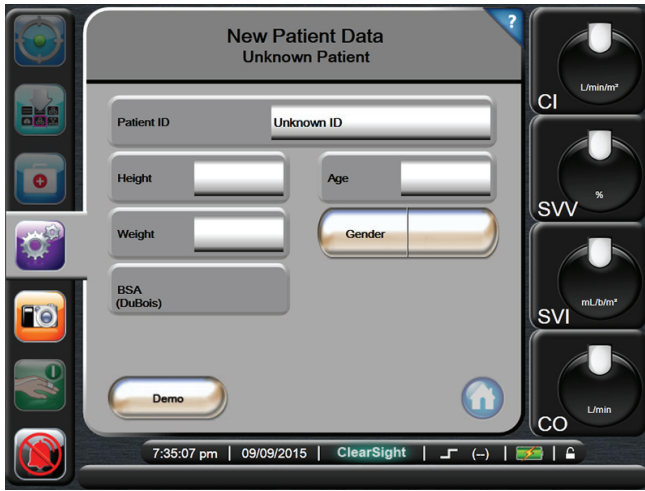 New Patient Data
Unknown Patient
?
Patient ID
Unknown ID
Height
Age
Weight
Gender
BSA
(DuBois)
Demo
L/min/m²
CI
%
SVV
mL/b/m²
SVI
L/min
CO
7:35:07 pm | 09/09/2015 | ClearSight | (--) |